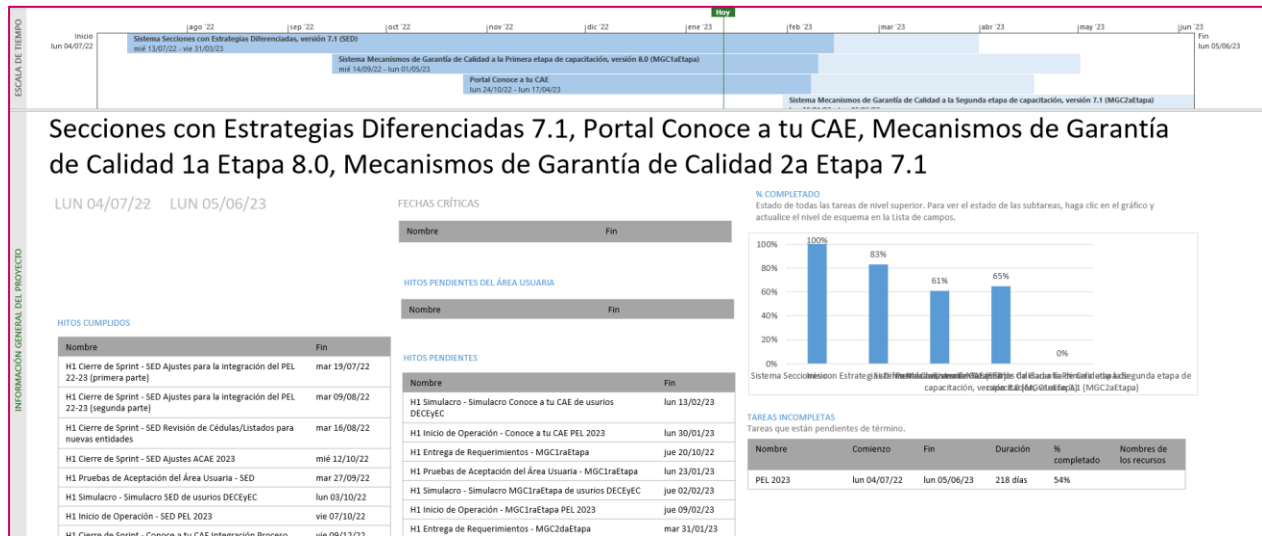 Hoy
ESCALA DE TIEMPO
ago '22 sep '22 oct '22 nov '22 dic '22 ene '23 feb '23 mar '23 abr '23 may '23 jun '23
Inicio
lun 04/07/22
Fin
lun 05/06/23
Sistema Secciones con Estrategias Diferenciadas, versión 7.1 (SED)
mié 13/07/22 - vie 31/03/23
Sistema Mecanismos de Garantía de Calidad a la Primera etapa de capacitación, versión 8.0 (MGC1aEtapa)
mié 14/09/22 - lun 01/05/23
Portal Conoce a tu CAE
lun 24/10/22 - lun 17/04/23
Sistema Mecanismos de Garantía de Calidad a la Segunda etapa de capacitación, versión 7.1 (MGC2aEtapa)
Secciones con Estrategias Diferenciadas 7.1, Portal Conoce a tu CAE, Mecanismos de Garantía
de Calidad 1a Etapa 8.0, Mecanismos de Garantía de Calidad 2a Etapa 7.1
INFORMACIÓN GENERAL DEL PROYECTO
LUN 04/07/22 LUN 05/06/23
HITOS CUMPLIDOS
Nombre Fin
H1 Cierre de Sprint - SED Ajustes para la integración del PEL mar 19/07/22
22-23 (primera parte)
H1 Cierre de Sprint - SED Ajustes para la integración del PEL mar 09/08/22
22-23 (segunda parte)
H1 Cierre de Sprint - SED Revisión de Cédulas/Listados para mar 16/08/22
nuevas entidades
H1 Cierre de Sprint - SED Ajustes ACAE 2023 mié 12/10/22
H1 Pruebas de Aceptación del Área Usuaria - SED mar 27/09/22
H1 Simulacro - Simulacro SED de usurios DECEyEC lun 03/10/22
H1 Inicio de Operación - SED PEL 2023 vie 07/10/22
H1 Cierre de Sprint - Conoce a tu CAE Integración Proceso vie 09/12/22
FECHAS CRÍTICAS
Nombre Fin
HITOS PENDIENTES DEL ÁREA USUARIA
Nombre Fin
HITOS PENDIENTES
Nombre Fin
H1 Simulacro - Simulacro Conoce a tu CAE de usurios lun 13/02/23
DECEyEC
H1 Inicio de Operación - Conoce a tu CAE PEL 2023 lun 30/01/23
H1 Entrega de Requerimientos - MGC1raEtapa jue 20/10/22
H1 Pruebas de Aceptación del Área Usuaria - MGC1raEtapa lun 23/01/23
H1 Simulacro - Simulacro MGC1raEtapa de usurios DECEyEC jue 02/02/23
H1 Inicio de Operación - MGC1raEtapa PEL 2023 jue 09/02/23
H1 Entrega de Requerimientos - MGC2daEtapa mar 31/01/23
% COMPLETADO
Estado de todas las tareas de nivel superior. Para ver el estado de las subtareas, haga clic en el gráfico y
actualice el nivel de esquema en la Lista de campos.
100%
80%
60%
40%
20%
0%
100% 83% 61% 65% 0%
TAREAS INCOMPLETAS
Tareas que están pendientes de término.
Nombre Comienzo Fin Duración % completado Nombres de los recursos
PEL 2023 lun 04/07/22 lun 05/06/23 218 días 54%